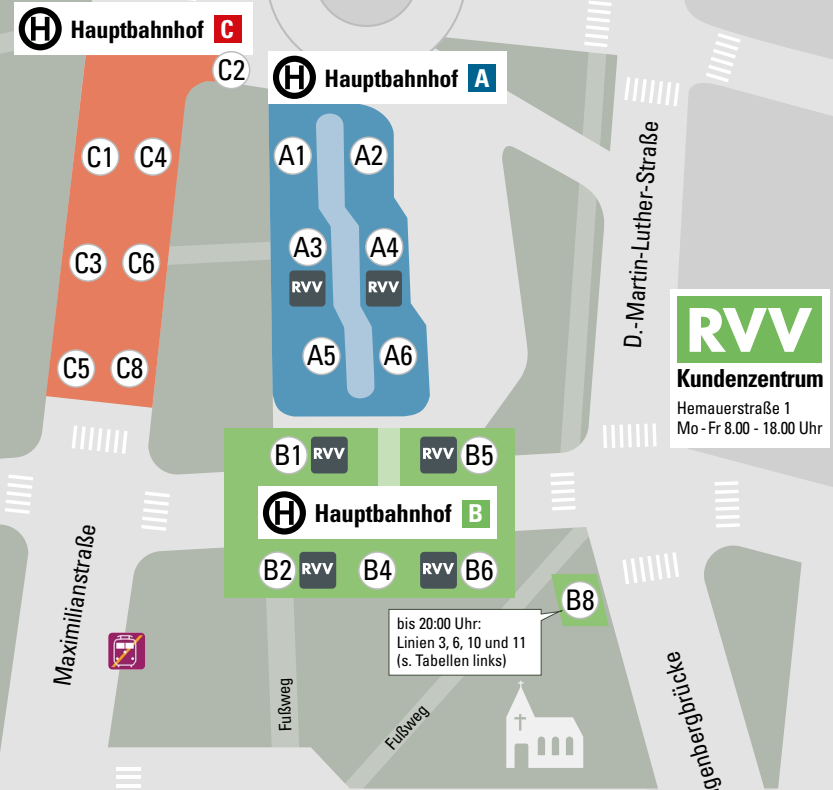 H Hauptbahnhof C
C2
H Hauptbahnhof A
C1 C4
A1 A2
C3 C6
A3 A4
RVV RVV
C5 C8
A5 A6
D.-Martin-Luther-Straße
RVV
Kundenzentrum
Hemauerstraße 1
Mo - Fr 8.00 - 18.00 Uhr
B1 RVV RVV B5
H Hauptbahnhof B
B2 RVV B4 RVV B6
B8
bis 20:00 Uhr:
Linien 3, 6, 10 und 11
(s. Tabellen links)
Maximilianstraße
Fußweg
Fußweg
genbergbrücke